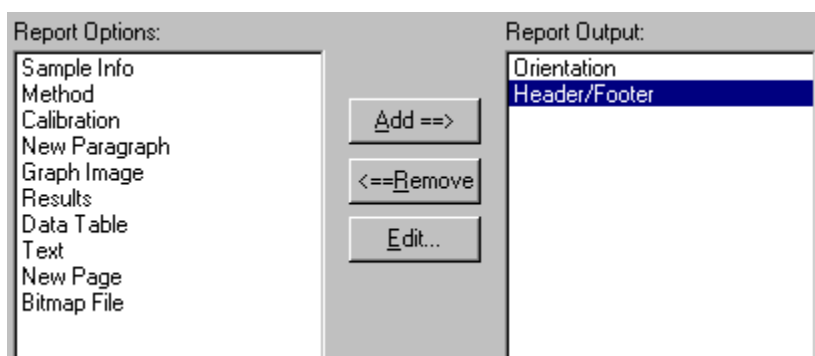 Report Options:
Sample Info
Method
Calibration
New Paragraph
Graph Image
Results
Data Table
Text
New Page
Bitmap File
Add ==>
<==Remove
Edit...
Report Output:
Orientation
Header/Footer